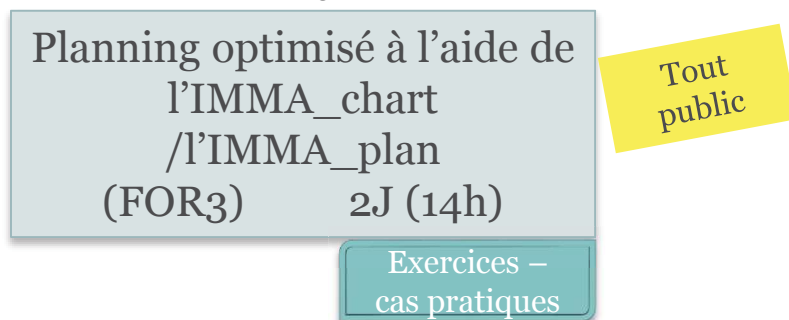 Planning optimisé à l’aide de
l’IMMA_chart
/l’IMMA_plan
(FOR3) 2J (14h)
Tout
public
Exercices –
cas pratiques